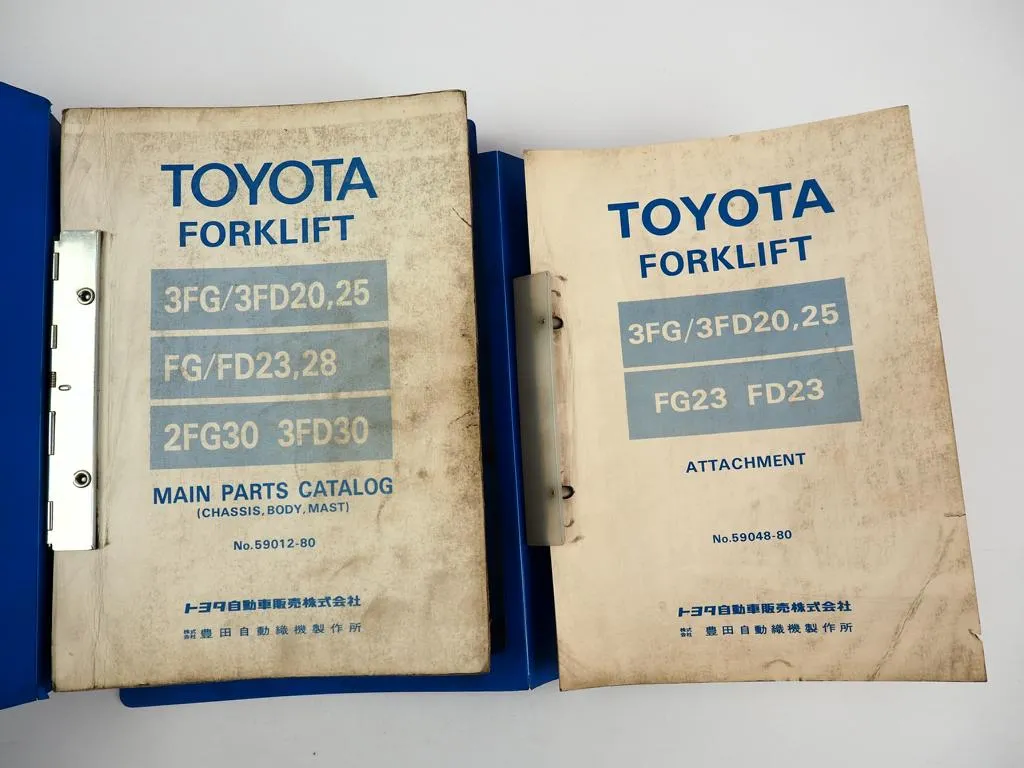 TOYOTA
FORKLIFT
3FG/3FD20,25
FG/FD23,28
2FG30 3FD30
MAIN PARTS CATALOG
(CHASSIS,BODY,MAST)
No.59012-80
トヨタ自動車販売株式会社
株式会社 豊田自動織機製作所
TOYOTA
FORKLIFT
3FG/3FD20,25
FG23 FD23
ATTACHMENT
No.59048-80
トヨタ自動車販売株式会社
株式会社 豊田自動織機製作所